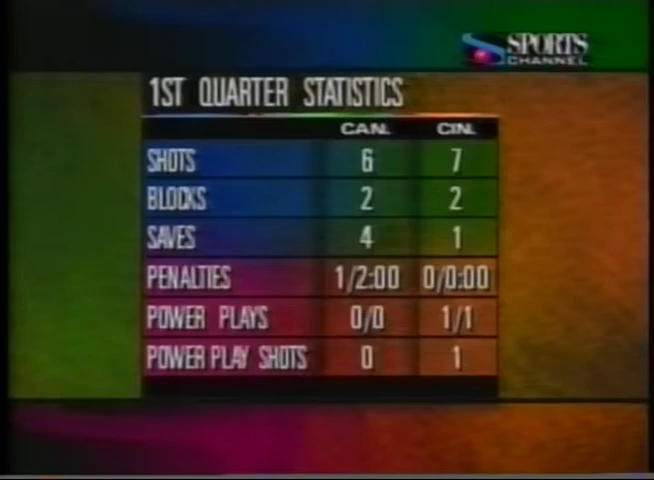 SPORTS
CHANNEL
1ST QUARTER STATISTICS
CAN. CIN.
SHOTS 6 7
BLOCKS 2 2
SAVES 4 1
PENALTIES 1/2:00 0/0:00
POWER PLAYS 0/0 1/1
POWER PLAY SHOTS 0 1